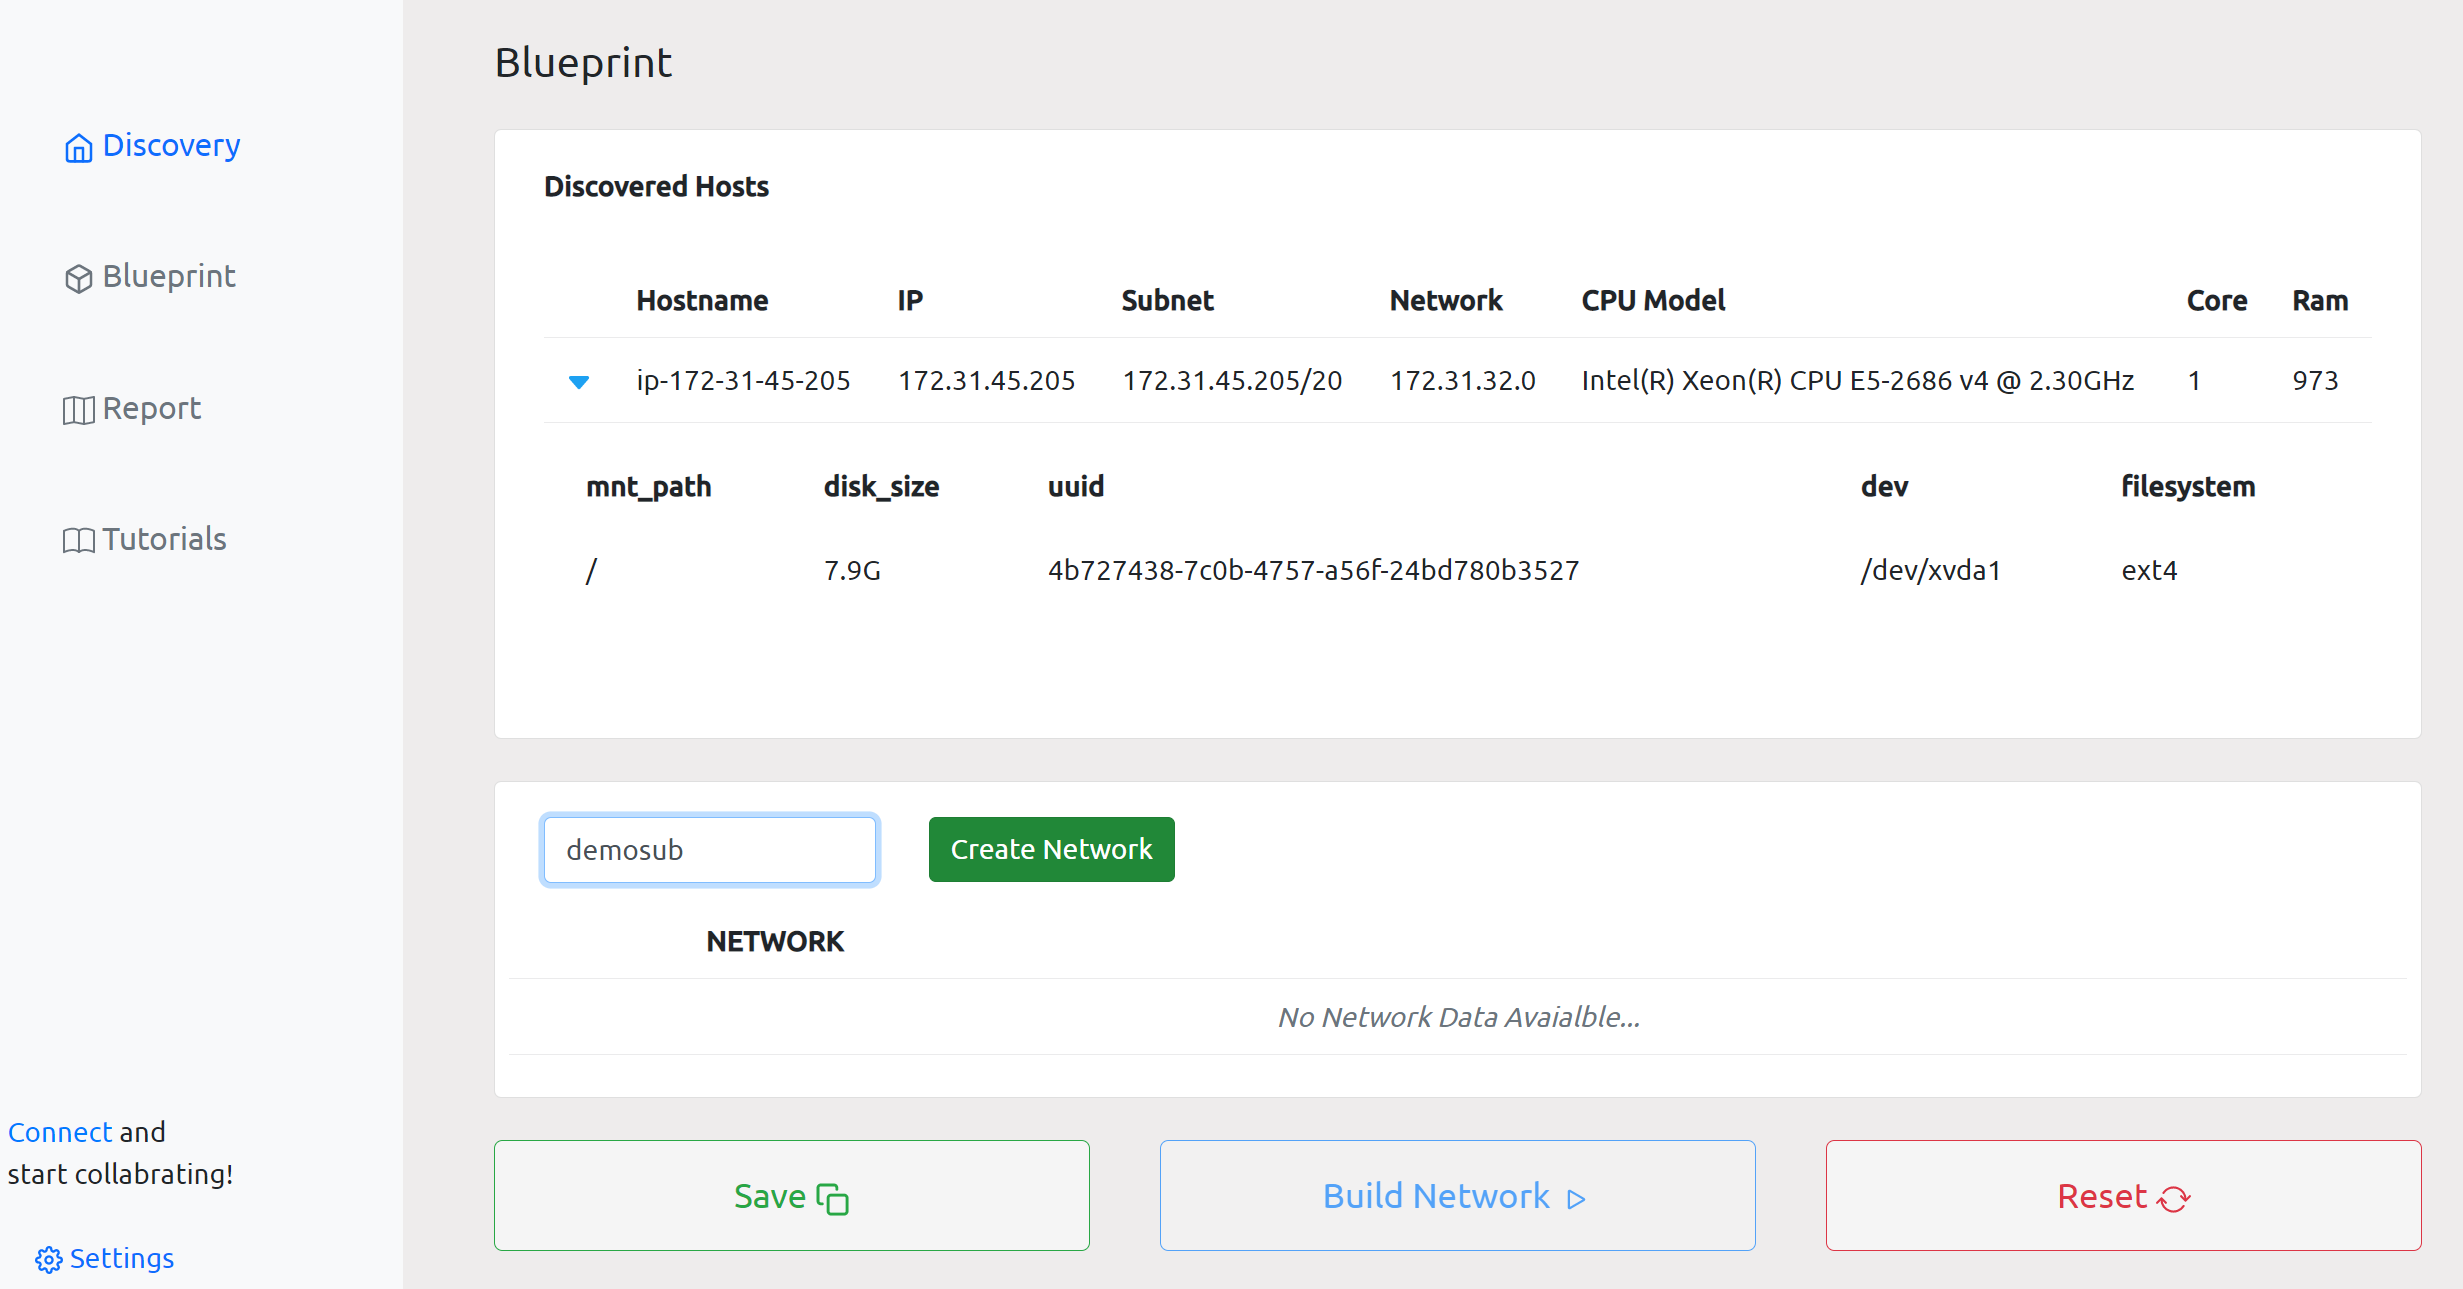 Discovery
Blueprint
Report
Tutorials
Connect and
start collabrating!
Settings
Blueprint
Discovered Hosts
Hostname IP Subnet Network CPU Model Core Ram
ip-172-31-45-205 172.31.45.205 172.31.45.205/20 172.31.32.0 Intel(R) Xeon(R) CPU E5-2686 v4 @ 2.30GHz 1 973
mnt_path disk_size uuid dev filesystem
/ 7.9G 4b727438-7c0b-4757-a56f-24bd780b3527 /dev/xvda1 ext4
demosub Create Network
NETWORK
No Network Data Avaialble...
Save Build Network Reset